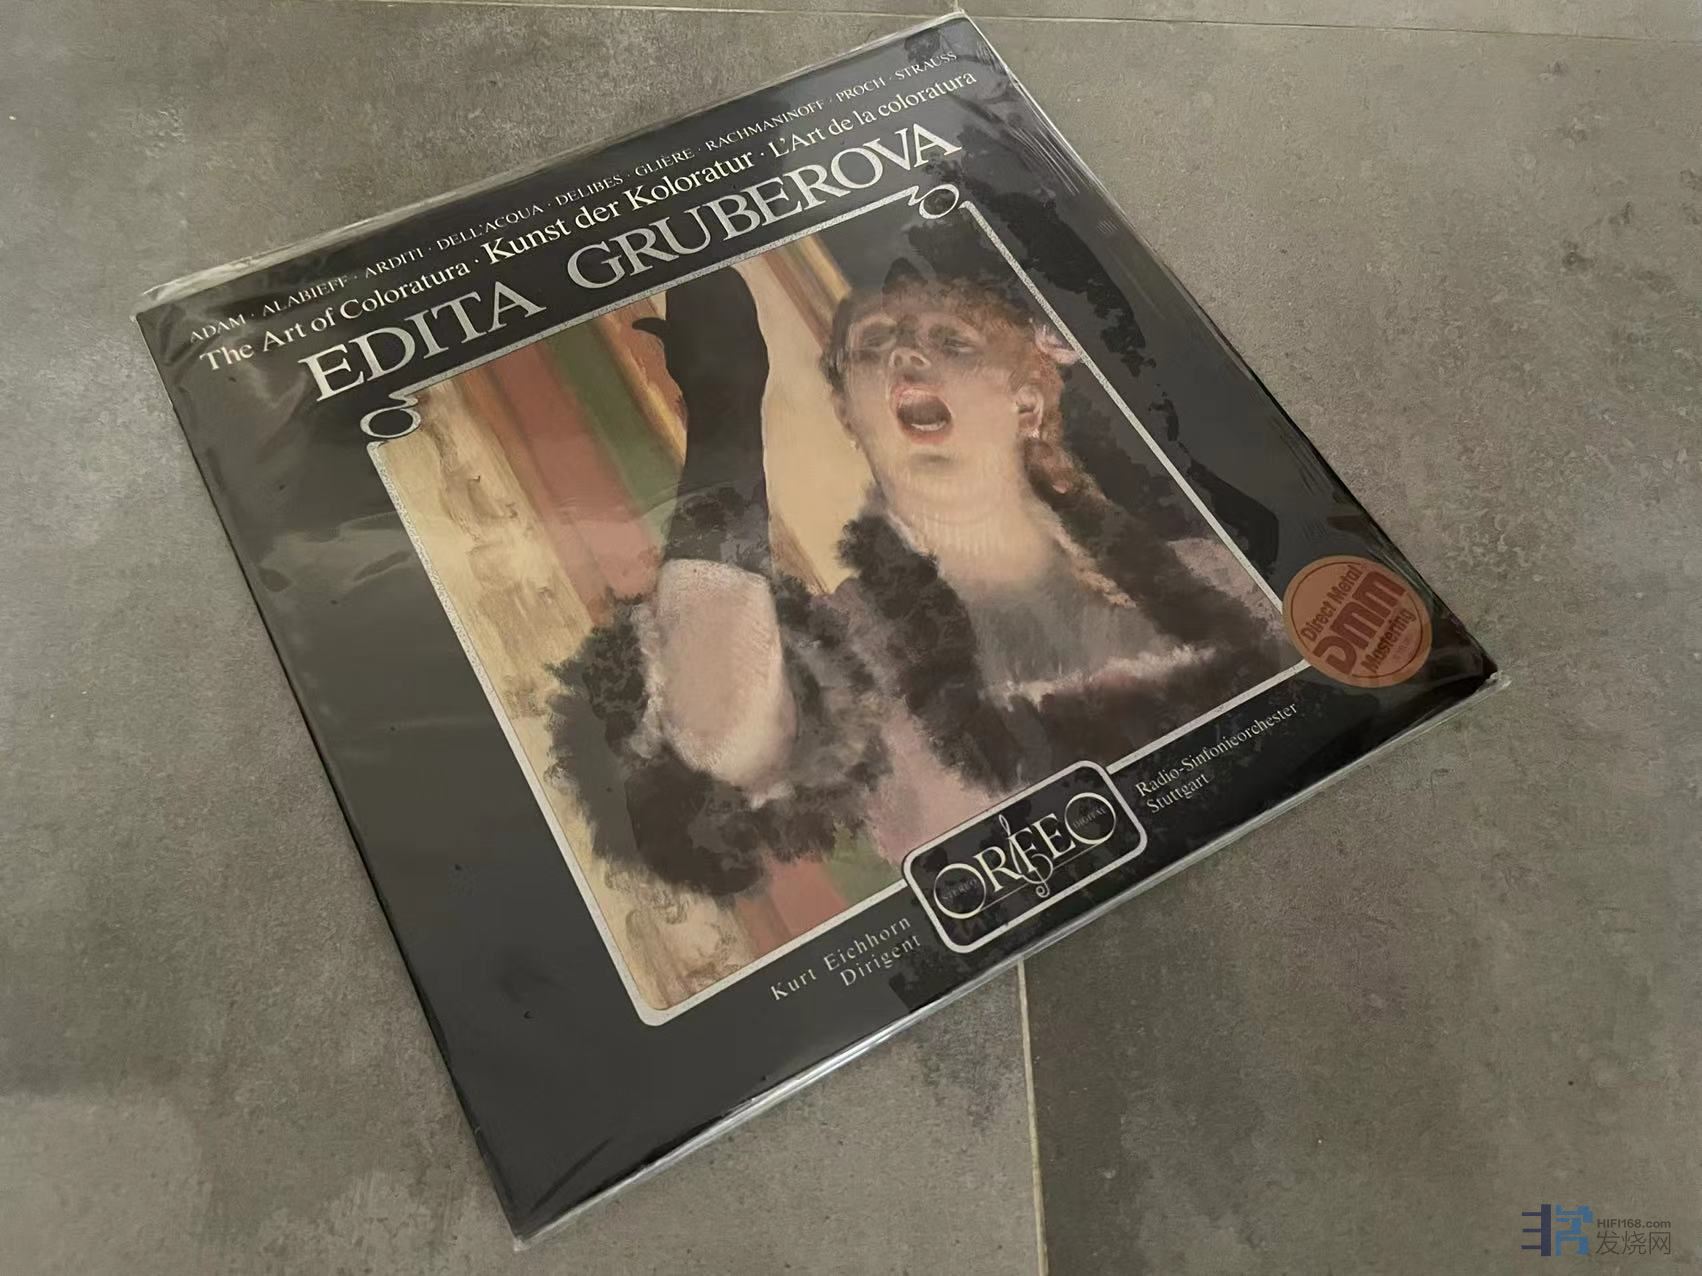 ADAM · ALABIEFF · ARDITI · DELL'ACQUA · DELIBES · GLIÈRE · RACHMANINOFF · PROCH · STRAUSS
The Art of Coloratura · Kunst der Koloratur · L'Art de la coloratura
EDITA GRUBEROVA
Direct Metal
DMM
Mastering
STEREO ORFEO DIGITAL
Kurt Eichhorn
Dirigent
Radio-Sinfonieorchester
Stuttgart
HIFI168.com
发烧网